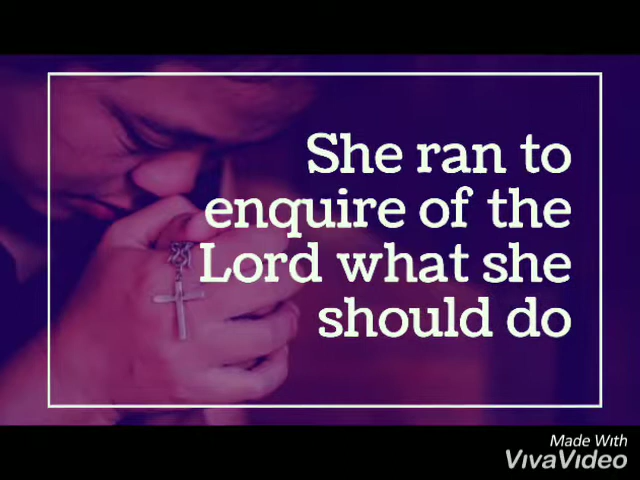 She ran to
enquire of the
Lord what she
should do
Made With
VivaVideo